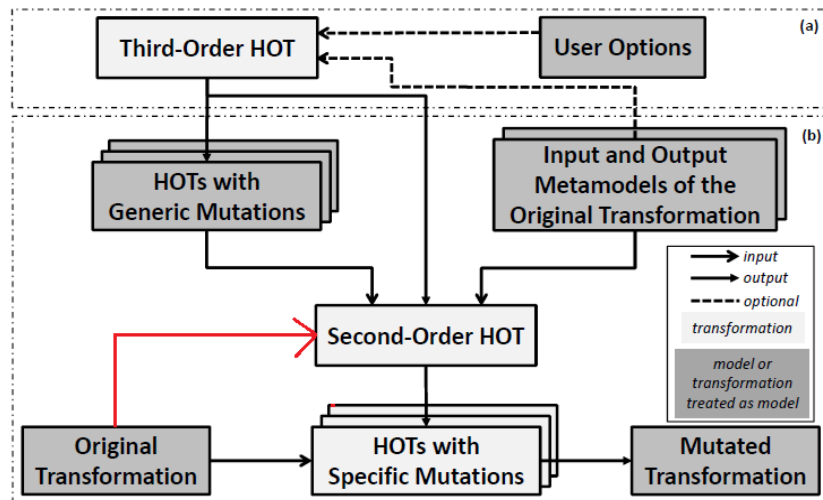 (a)
Third-Order HOT
User Options
(b)
HOTs with
Generic Mutations
Input and Output
Metamodels of the
Original Transformation
input
output
optional
transformation
model or
transformation
treated as model
Second-Order HOT
Original
Transformation
HOTs with
Specific Mutations
Mutated
Transformation